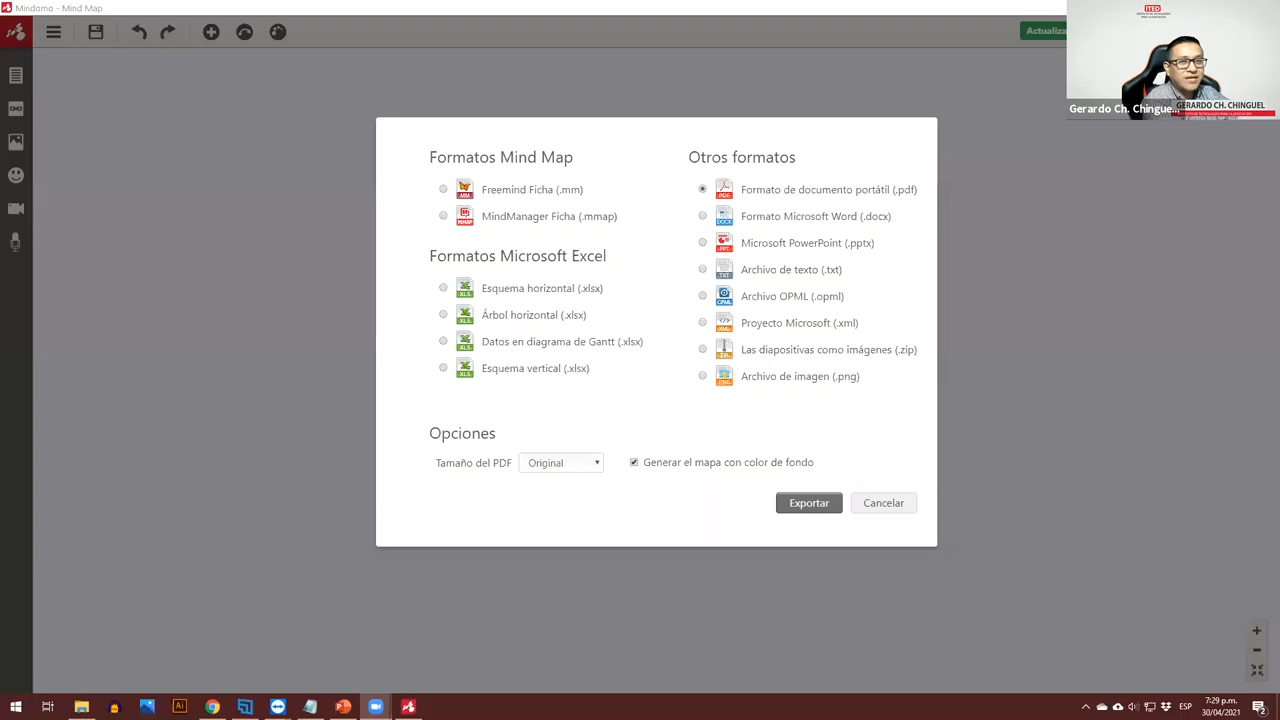 Mindomo - Mind Map
Actualiza
ITED
Gerardo Ch. Chingue...
GERARDO CH. CHINGUEL
Formatos Mind Map
Freemind Ficha (.mm)
MindManager Ficha (.mmap)
Formatos Microsoft Excel
Esquema horizontal (.xlsx)
Árbol horizontal (.xlsx)
Datos en diagrama de Gantt (.xlsx)
Esquema vertical (.xlsx)
Otros formatos
Formato de documento portátil (.pdf)
Formato Microsoft Word (.docx)
Microsoft PowerPoint (.pptx)
Archivo de texto (.txt)
Archivo OPML (.opml)
Proyecto Microsoft (.xml)
Las diapositivas como imágenes (.zip)
Archivo de imagen (.png)
Opciones
Tamaño del PDF
Original
Generar el mapa con color de fondo
Exportar
Cancelar
ESP
7:29 p.m.
30/04/2021
2